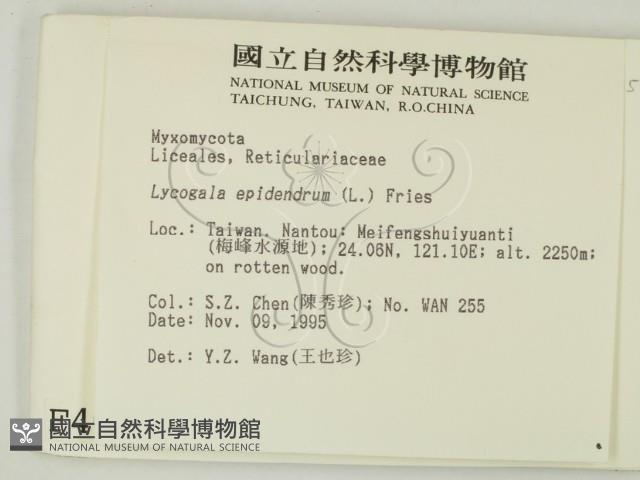 國立自然科學博物館
NATIONAL MUSEUM OF NATURAL SCIENCE
TAICHUNG, TAIWAN, R.O.CHINA
5
Myxomycota
Liceales, Reticulariaceae
Lycogala epidendrum (L.) Fries
Loc.: Taiwan. Nantou: Meifengshuiyuanti
(梅峰水源地); 24.06N, 121.10E; alt. 2250m;
on rotten wood.
Col.: S.Z. Chen(陳秀珍); No. WAN 255
Date: Nov. 09, 1995
Det.: Y.Z. Wang(王也珍)
E4
國立自然科學博物館
NATIONAL MUSEUM OF NATURAL SCIENCE